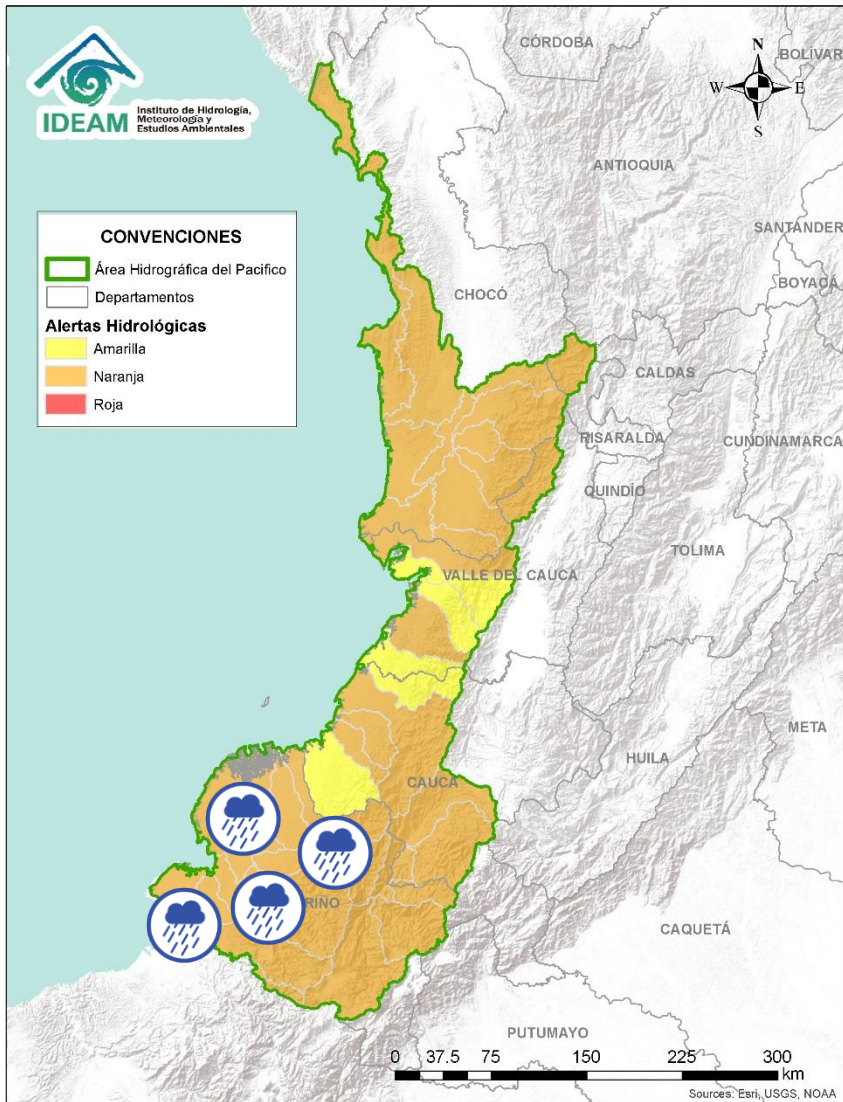 IDEAM
Instituto de Hidrología,
Meteorología y
Estudios Ambientales
N
W
E
S
CÓRDOBA
BOLÍVAR
ANTIOQUIA
SANTANDER
BOYACÁ
CONVENCIONES
Área Hidrográfica del Pacifico
Departamentos
Alertas Hidrológicas
Amarilla
Naranja
Roja
CHOCÓ
CALDAS
RISARALDA
CUNDINAMARCA
QUINDÍO
TOLIMA
VALLE DEL CAUCA
META
HUILA
CAUCA
RIÑO
CAQUETÁ
PUTUMAYO
0 37.5 75 150 225 300
km
Sources: Esri, USGS, NOAA